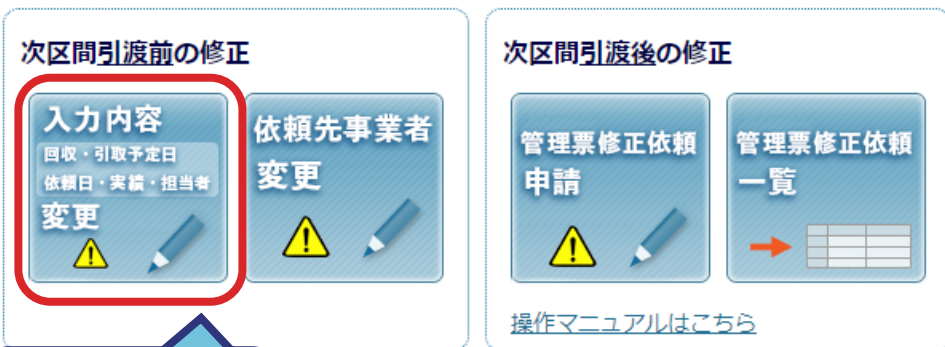 次区間引渡前の修正
入力内容
回収・引取予定日
依頼日・実績・担当者
変更
依頼先事業者
変更
次区間引渡後の修正
管理票修正依頼
申請
管理票修正依頼
一覧
操作マニュアルはこちら